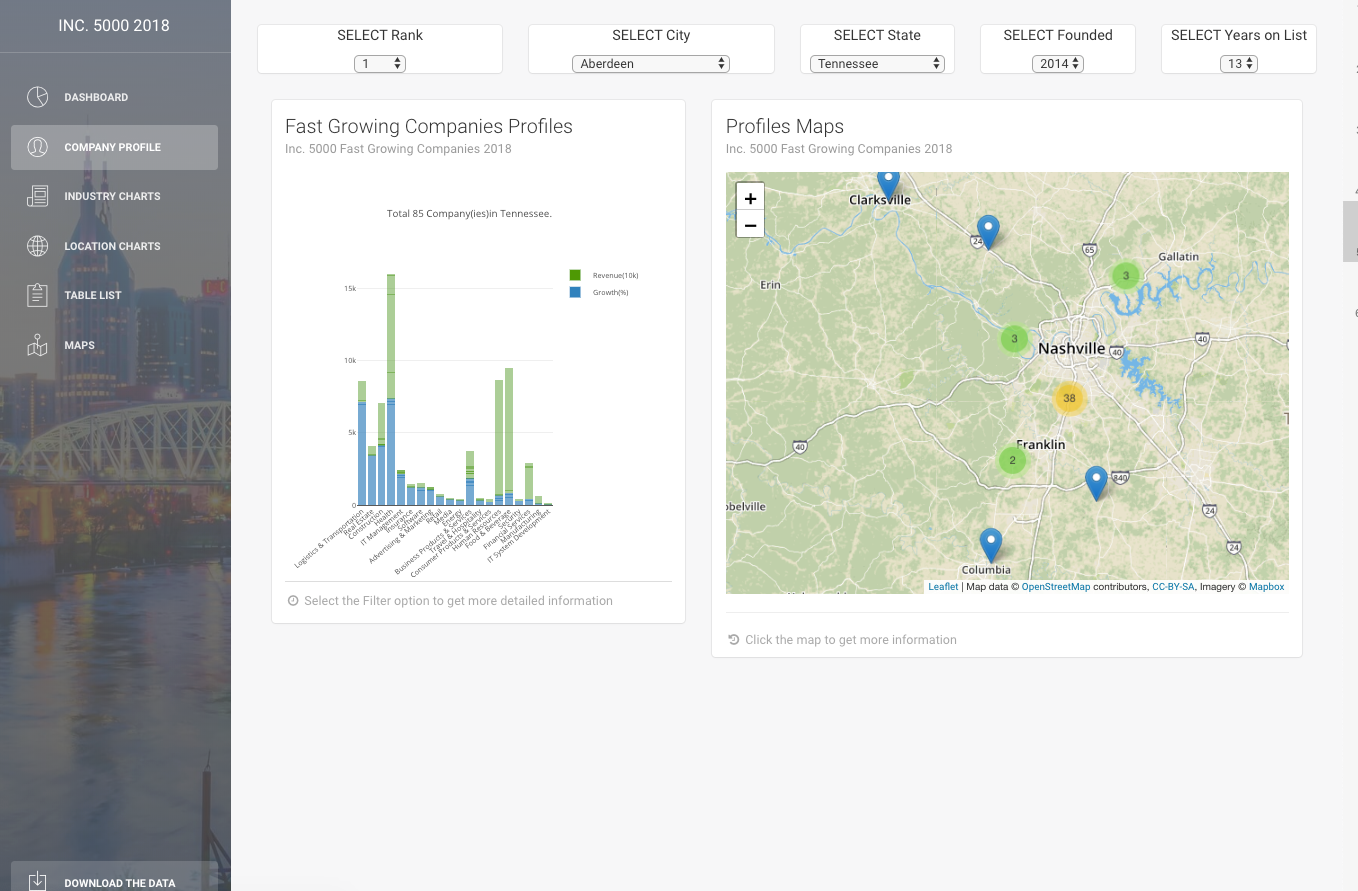 INC. 5000 2018
DASHBOARD
COMPANY PROFILE
INDUSTRY CHARTS
LOCATION CHARTS
TABLE LIST
MAPS
DOWNLOAD THE DATA
SELECT Rank
1
SELECT City
Aberdeen
SELECT State
Tennessee
SELECT Founded
2014
SELECT Years on List
13
Fast Growing Companies Profiles
Inc. 5000 Fast Growing Companies 2018
Total 85 Company(ies)in Tennessee.
Revenue(10k)
Growth(%)
15k
10k
5k
0
Logistics & Transportation
Real Estate
Construction
Health
IT Management
Insurance
Software
Advertising & Marketing
Retail
Media
Energy
Business Products & Services
Travel & Hospitality
Consumer Products & Services
Human Resources
Food & Beverage
Security
Financial Services
Manufacturing
IT System Development
Select the Filter option to get more detailed information
Profiles Maps
Inc. 5000 Fast Growing Companies 2018
+
−
Clarksville
24
65
Gallatin
3
Erin
3
Nashville
40
40
38
Franklin
40
2
840
obelville
24
24
Columbia
Leaflet | Map data © OpenStreetMap contributors, CC-BY-SA, Imagery © Mapbox
Click the map to get more information